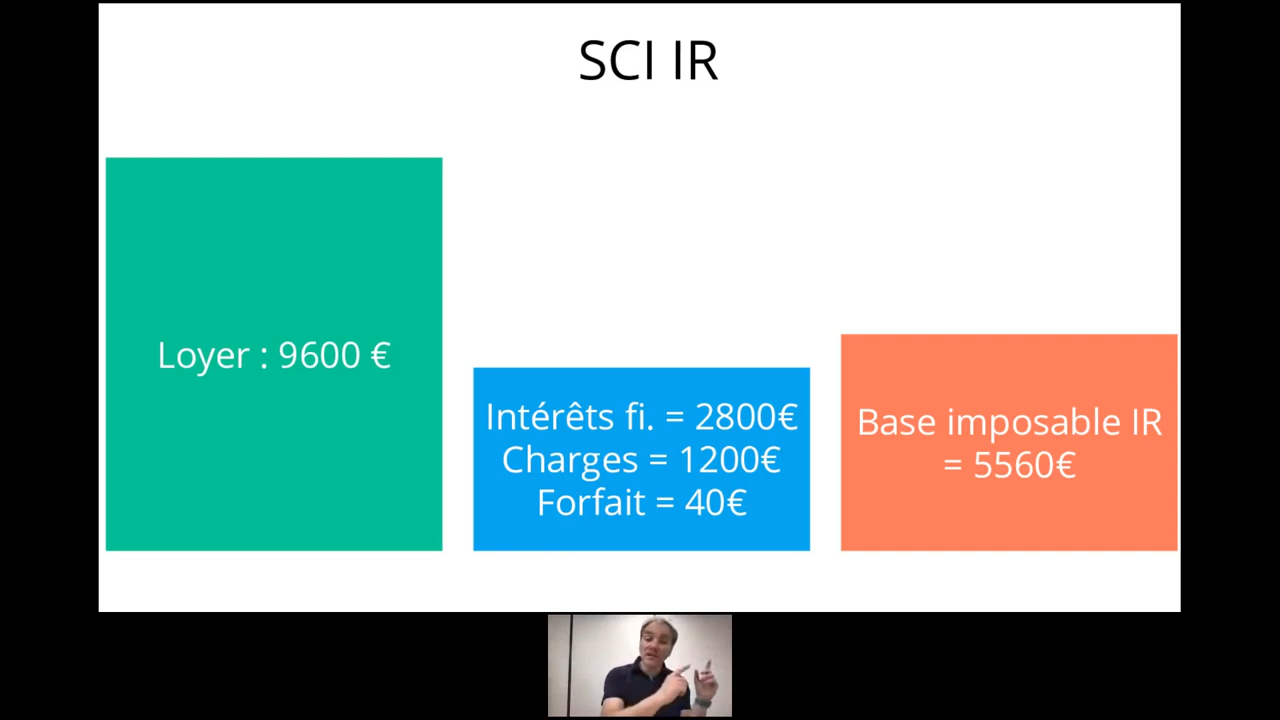 SCI IR
Loyer : 9600 €
Intérêts fi. = 2800€
Charges = 1200€
Forfait = 40€
Base imposable IR
= 5560€